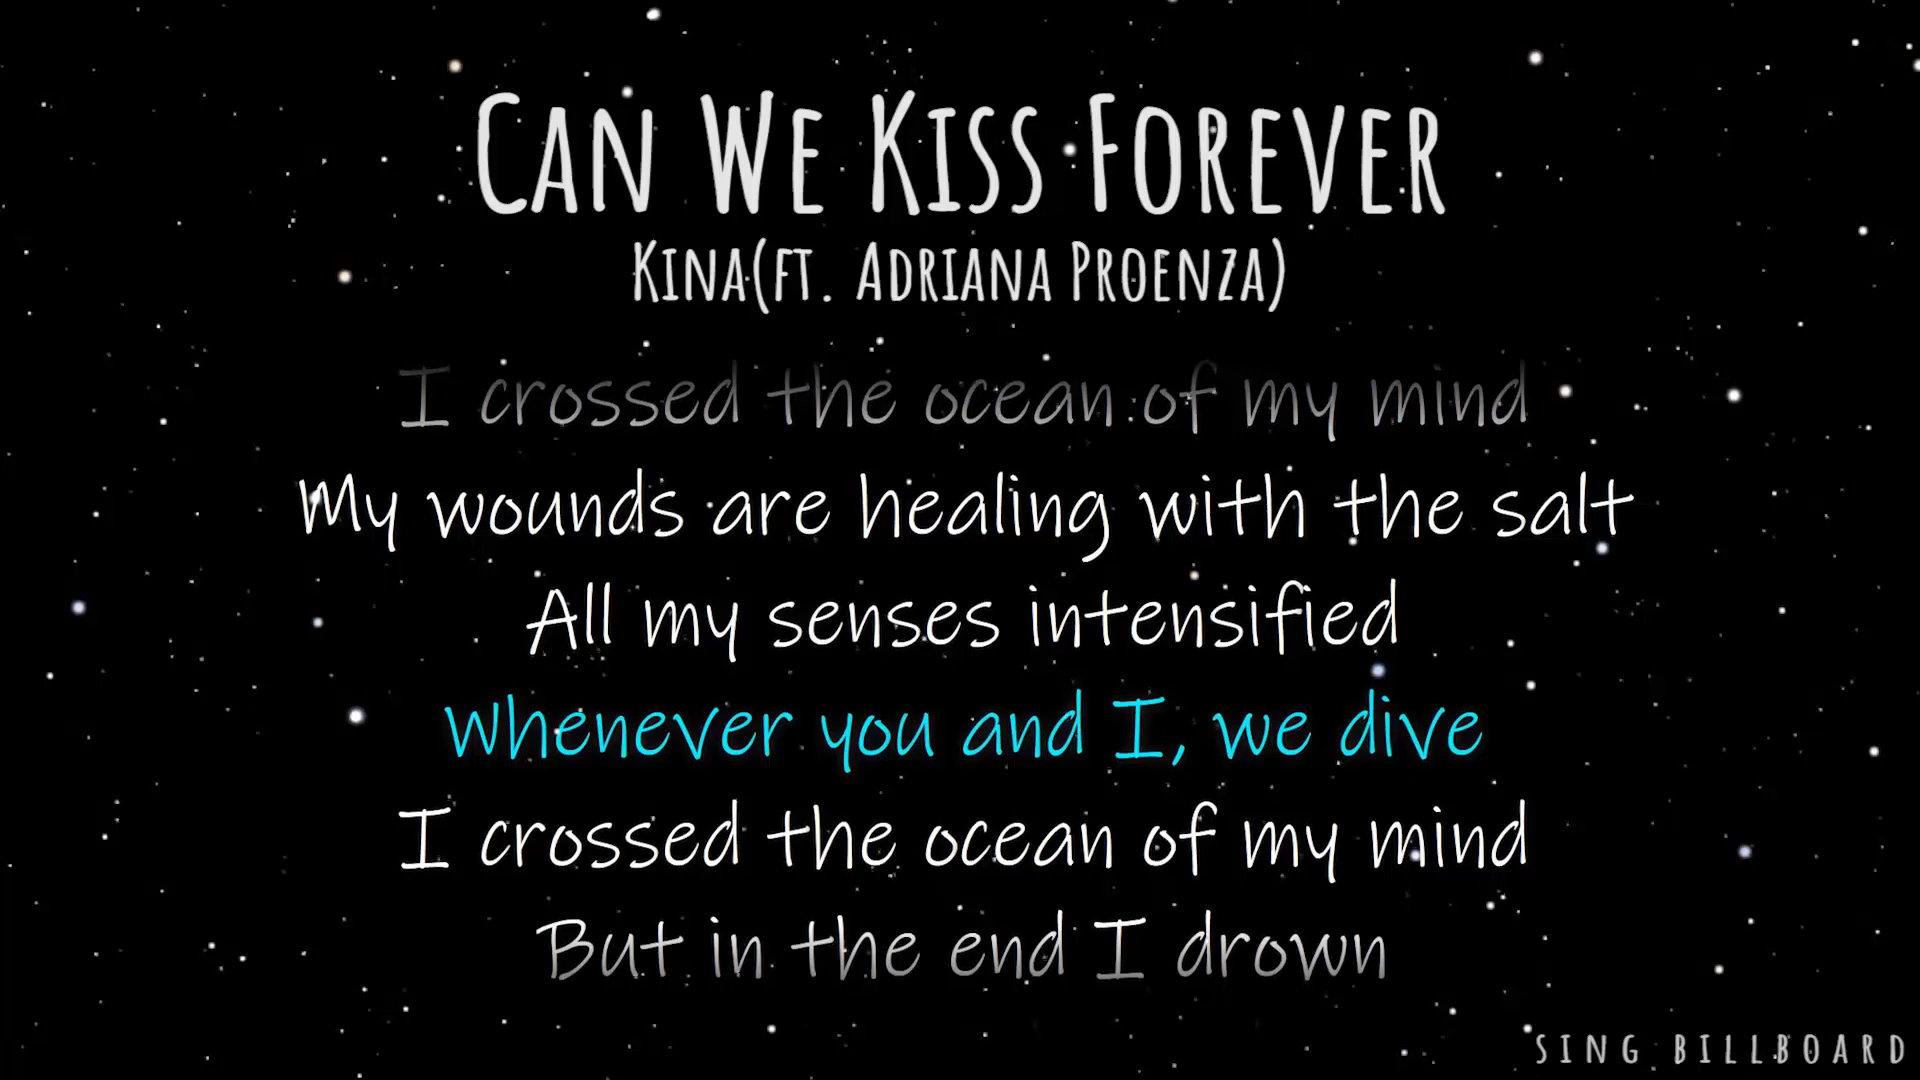 Can We Kiss Forever
Kina(ft. Adriana Proenza)
I crossed the ocean of my mind
My wounds are healing with the salt
All my senses intensified
Whenever you and I, we dive
I crossed the ocean of my mind
But in the end I drown
SING BILLBOARD